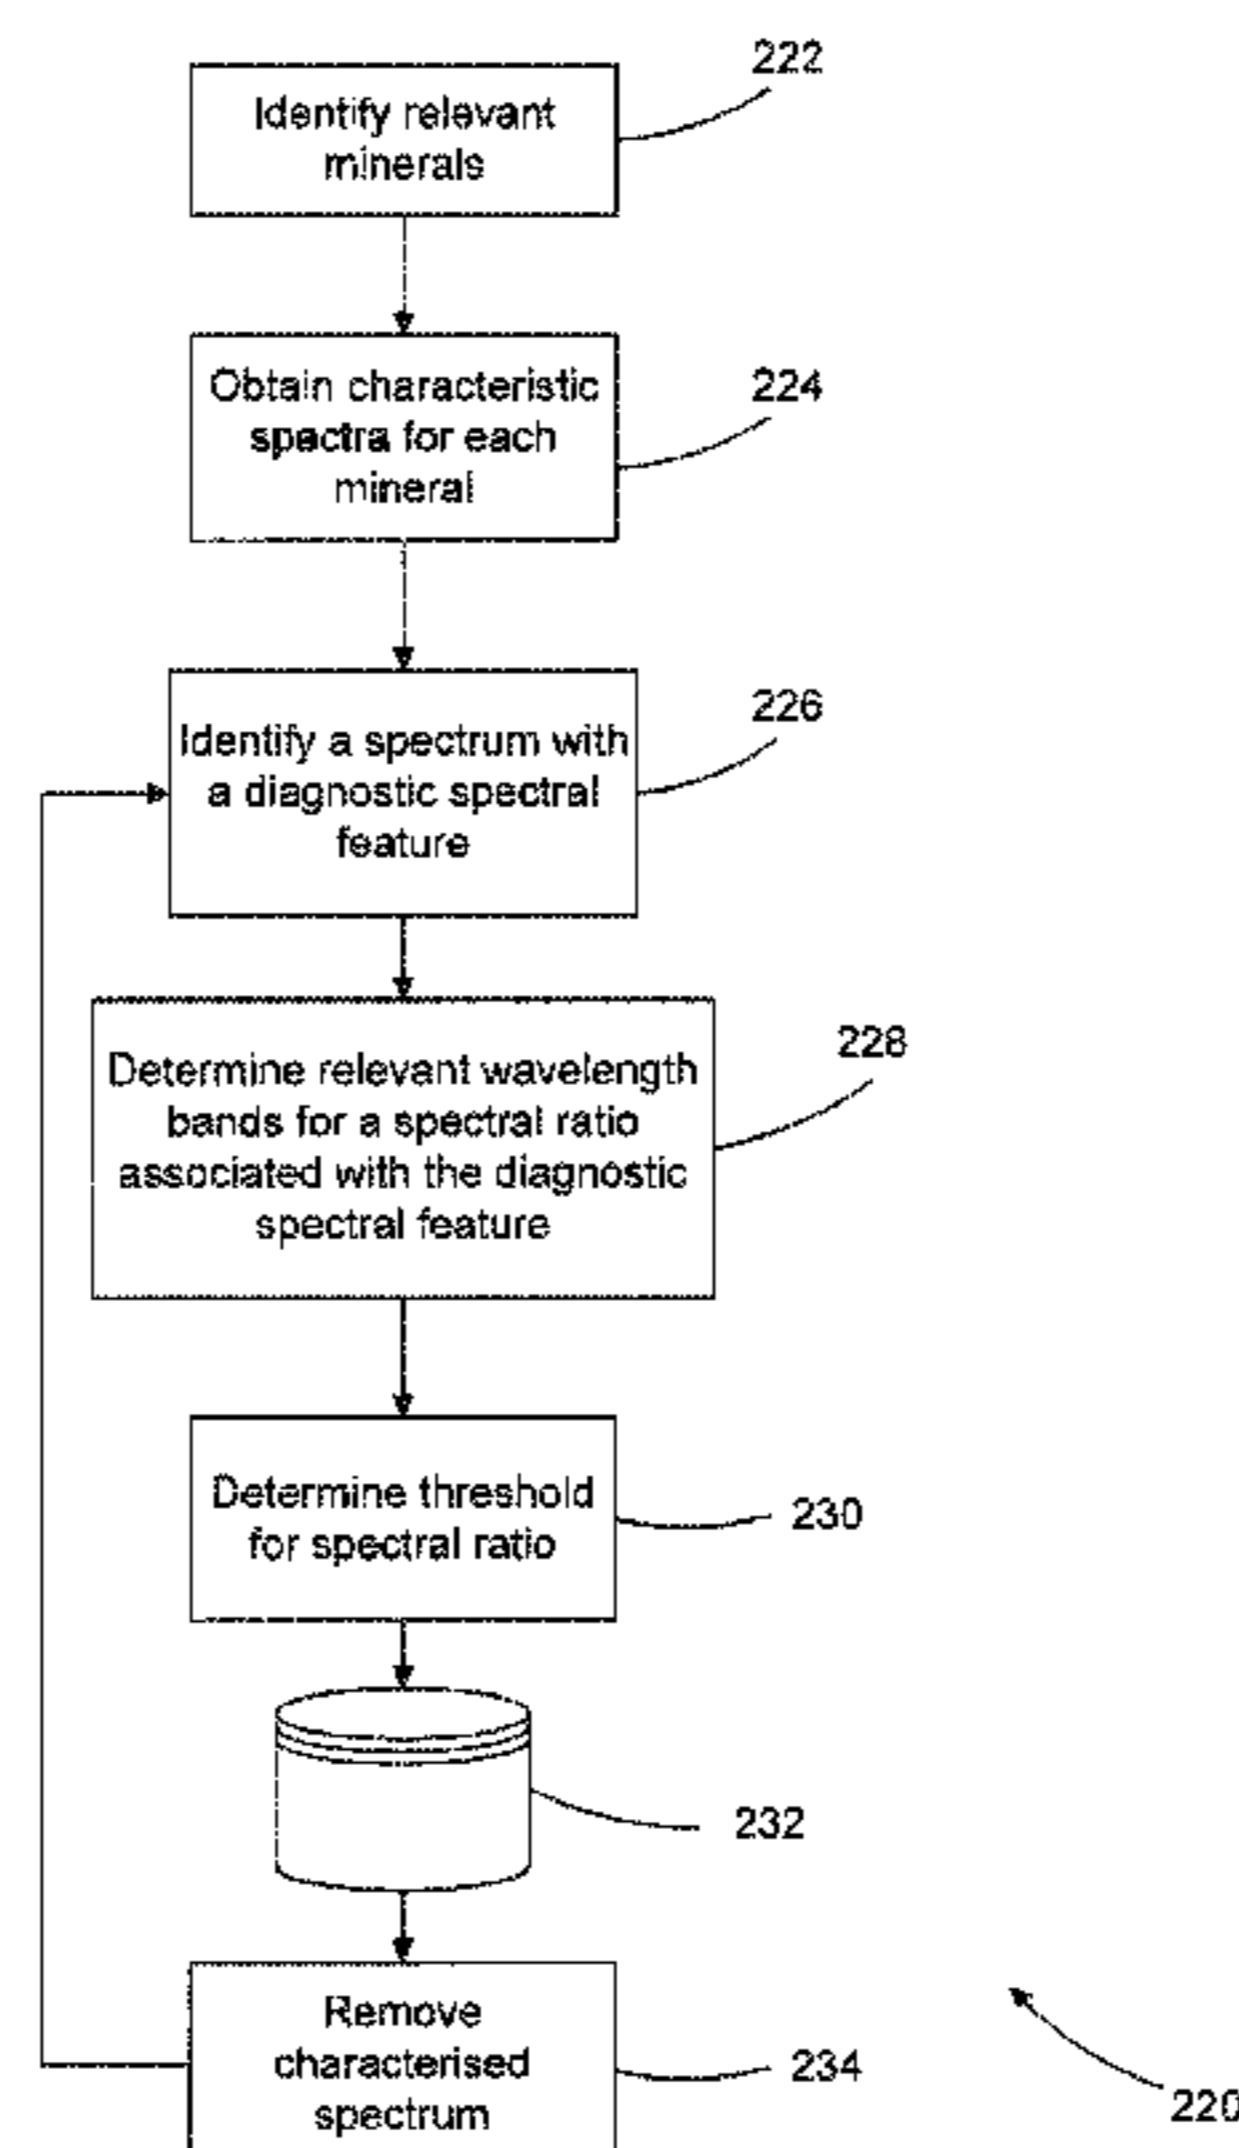 222
Identify relevant
minerals
Obtain characteristic
spectra for each
mineral
224
226
Identify a spectrum with
a diagnostic spectral
feature
228
Determine relevant wavelength
bands for a spectral ratio
associated with the diagnostic
spectral feature
Determine threshold
for spectral ratio
230
232
Remove
characterised
spectrum
234
220